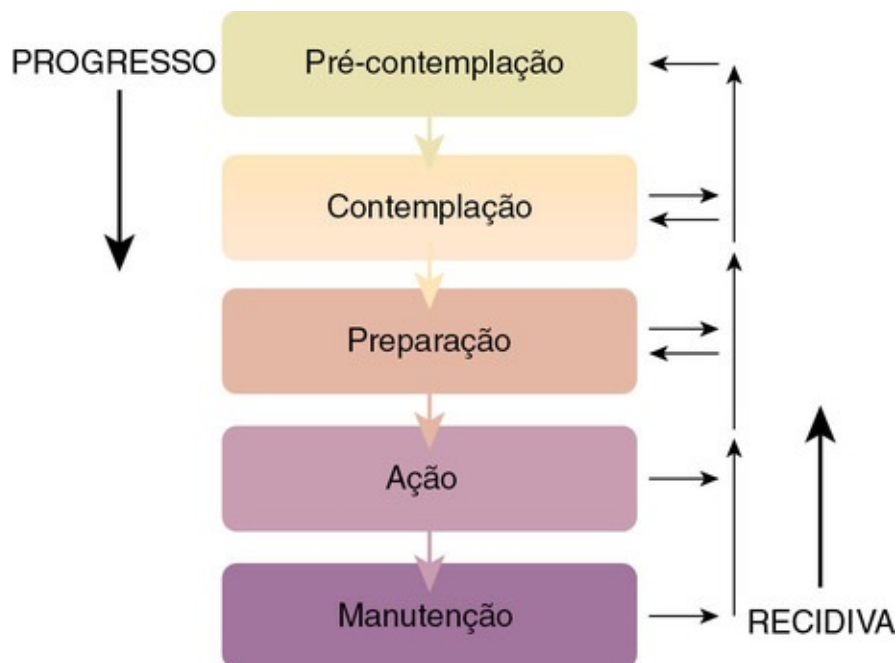 PROGRESSO
Pré-contemplação
Contemplação
Preparação
Ação
Manutenção
RECIDIVA